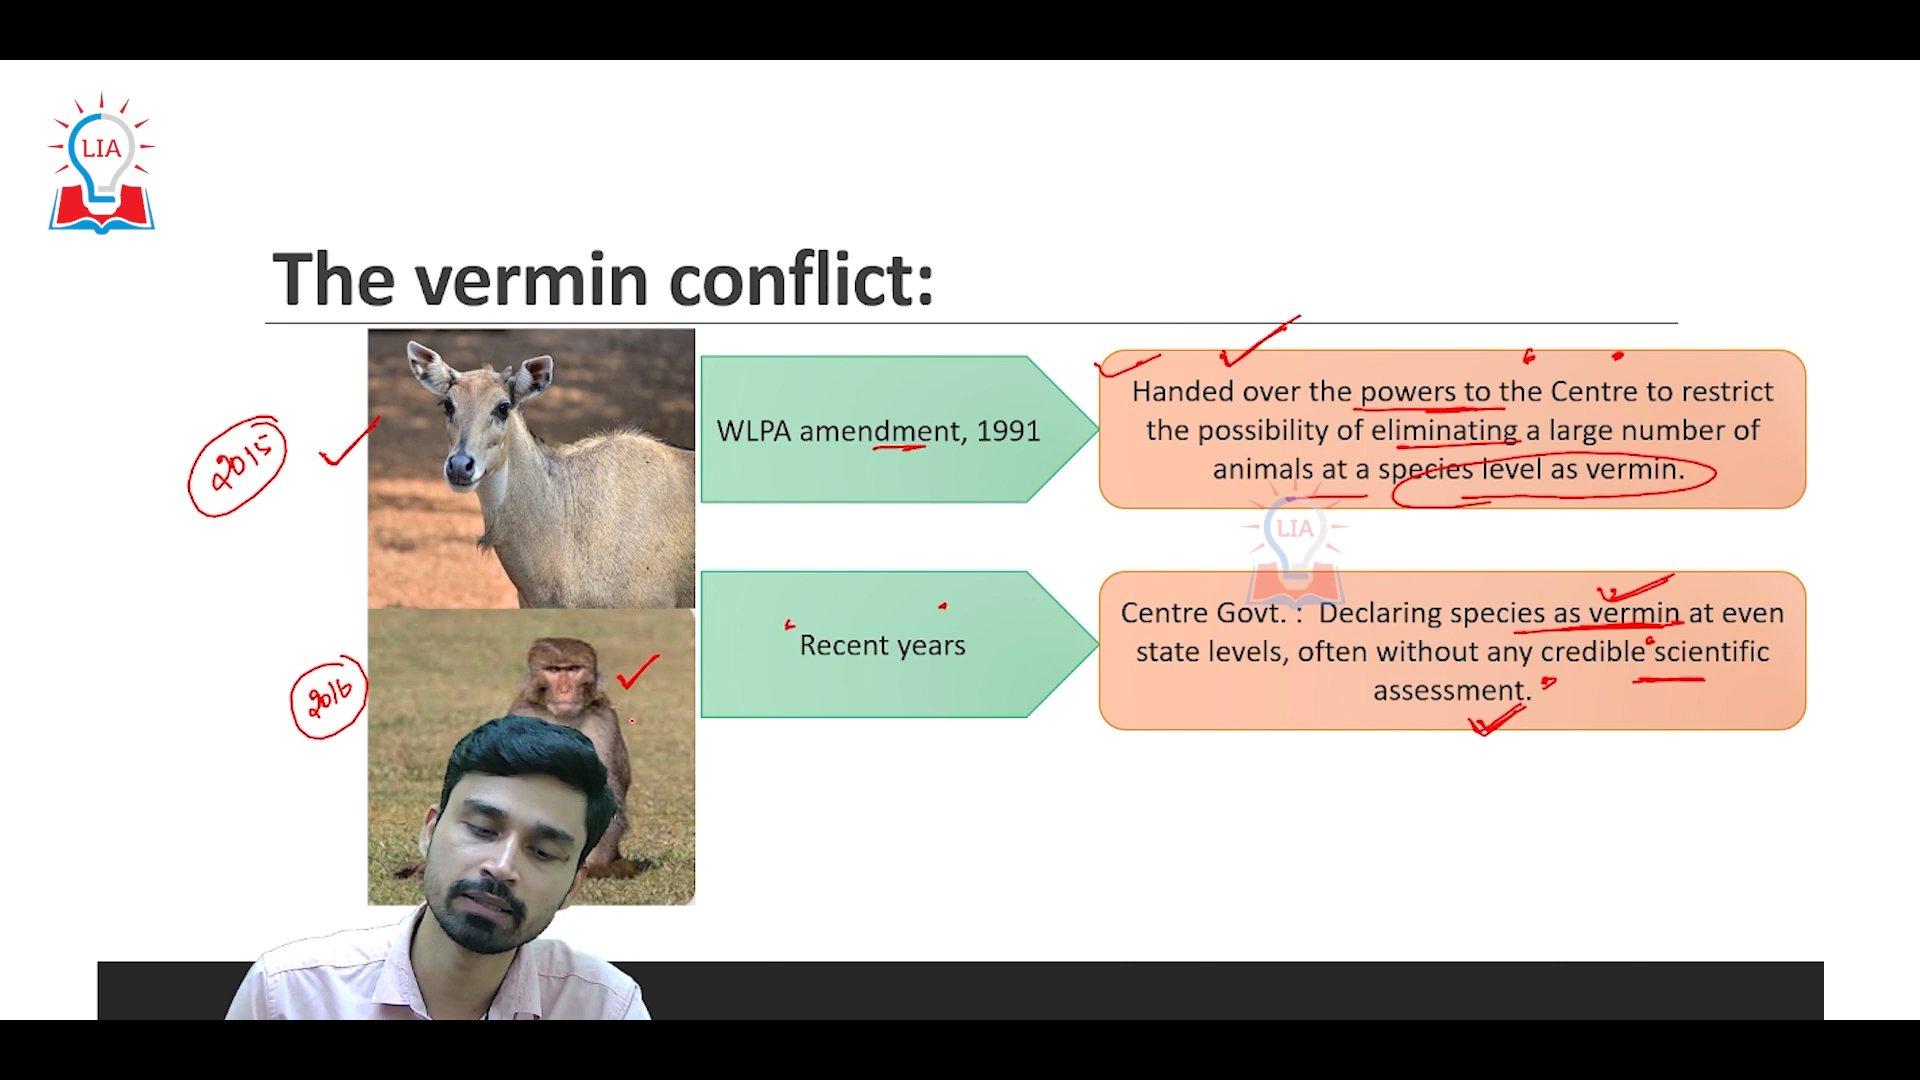 LIA
The vermin conflict:
2015
WLPA amendment, 1991
Handed over the powers to the Centre to restrict
the possibility of eliminating a large number of
animals at a species level as vermin.
LIA
2016
Recent years
Centre Govt. : Declaring species as vermin at even
state levels, often without any credible scientific
assessment.